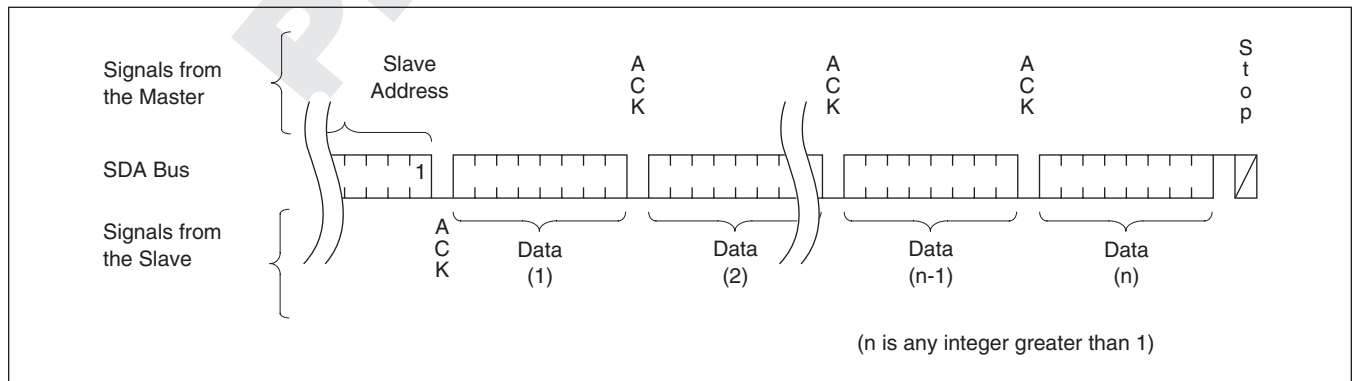 Signals from
the Master
Slave
Address
A
C
K
A
C
K
A
C
K
S
t
o
p
SDA Bus
1
Signals from
the Slave
A
C
K
Data
(1)
Data
(2)
Data
(n-1)
Data
(n)
(n is any integer greater than 1)